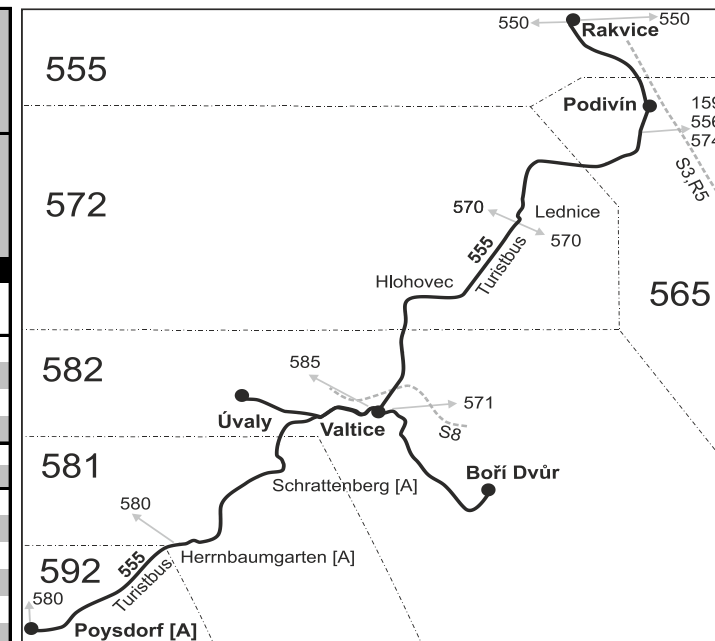 550
Rakvice
550
555
Podivín
159
556
574
S3,R5
572
570
Lednice
570
555
Turistbus
Hlohovec
565
582
585
571
Úvaly
Valtice
S8
581
Boří Dvůr
Schrattenberg [A]
580
Herrnbaumgarten [A]
592
555
Turistbus
580
Poysdorf [A]